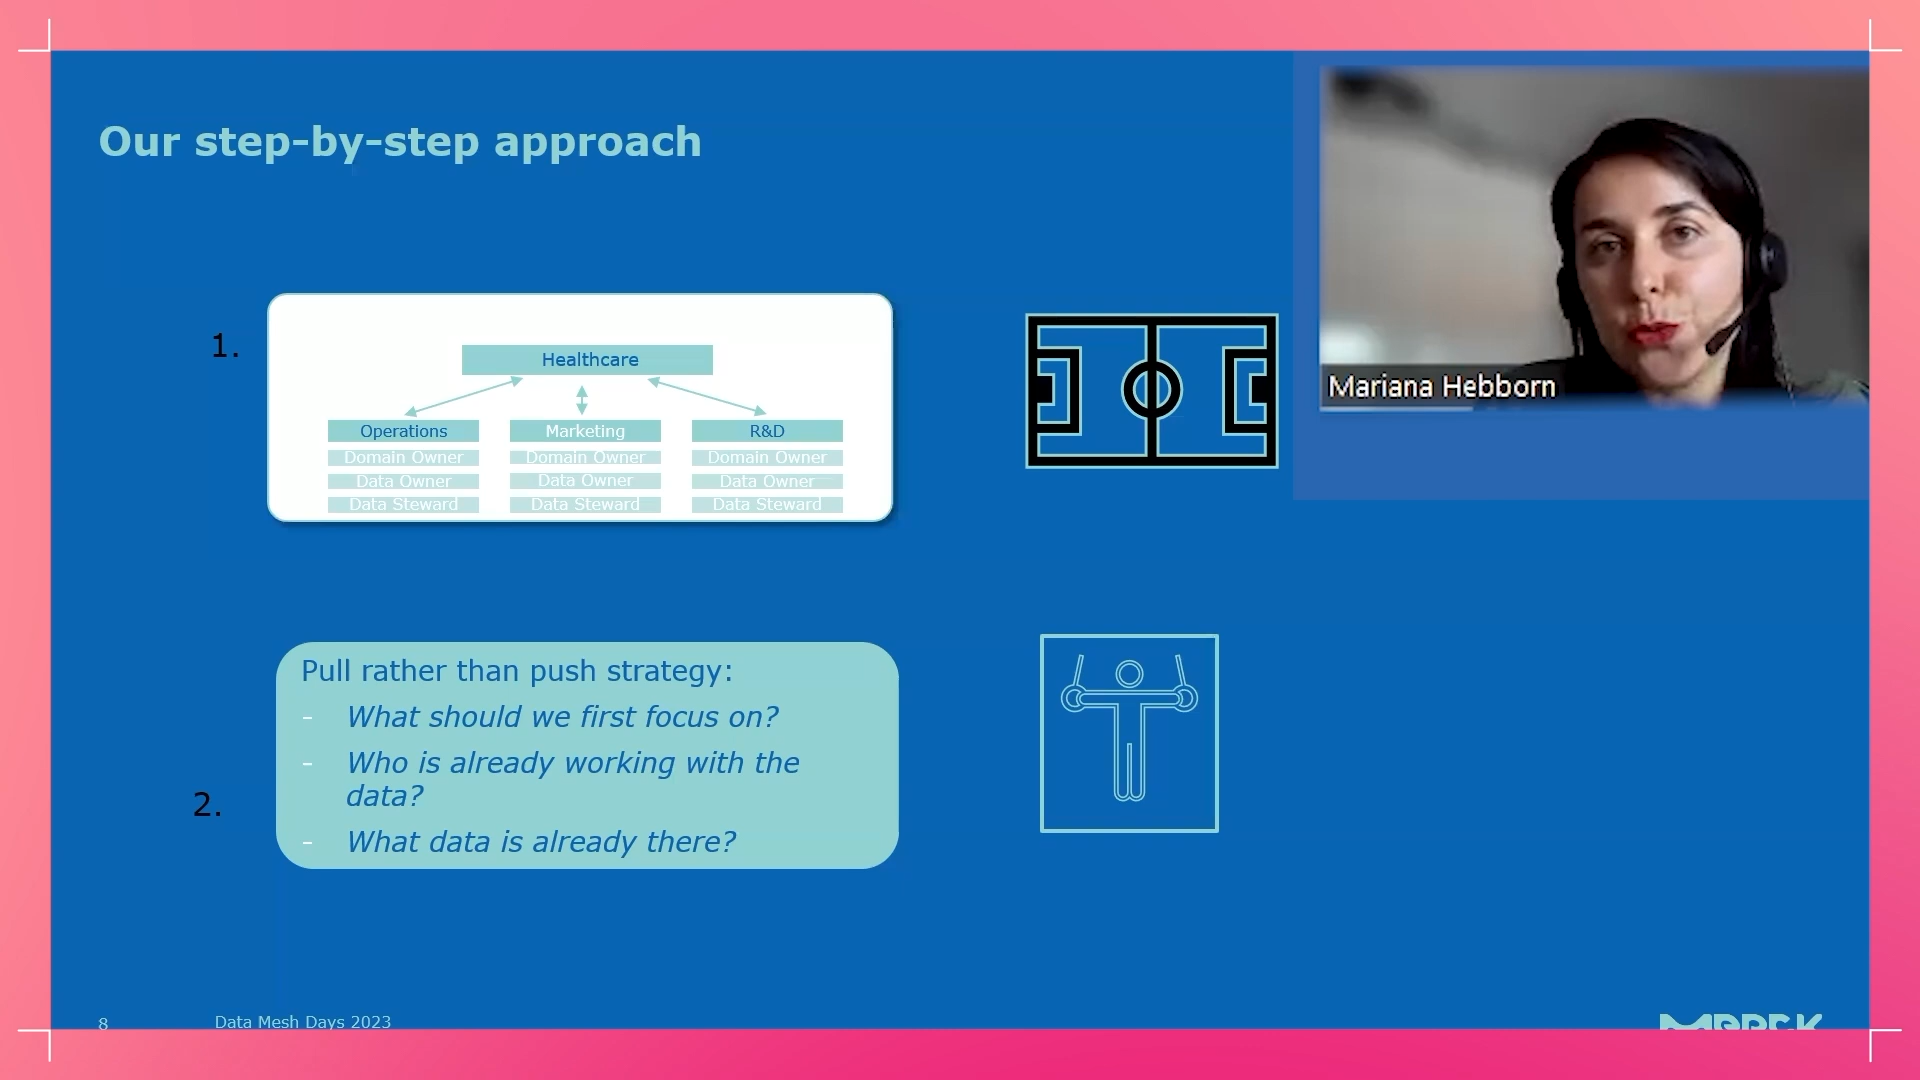 Our step-by-step approach
1.
Healthcare
Operations
Marketing
R&D
Domain Owner
Domain Owner
Domain Owner
Data Owner
Data Owner
Data Owner
Data Steward
Data Steward
Data Steward
Mariana Hebborn
2.
Pull rather than push strategy:
- What should we first focus on?
- Who is already working with the
data?
- What data is already there?
8
Data Mesh Days 2023
MERCK